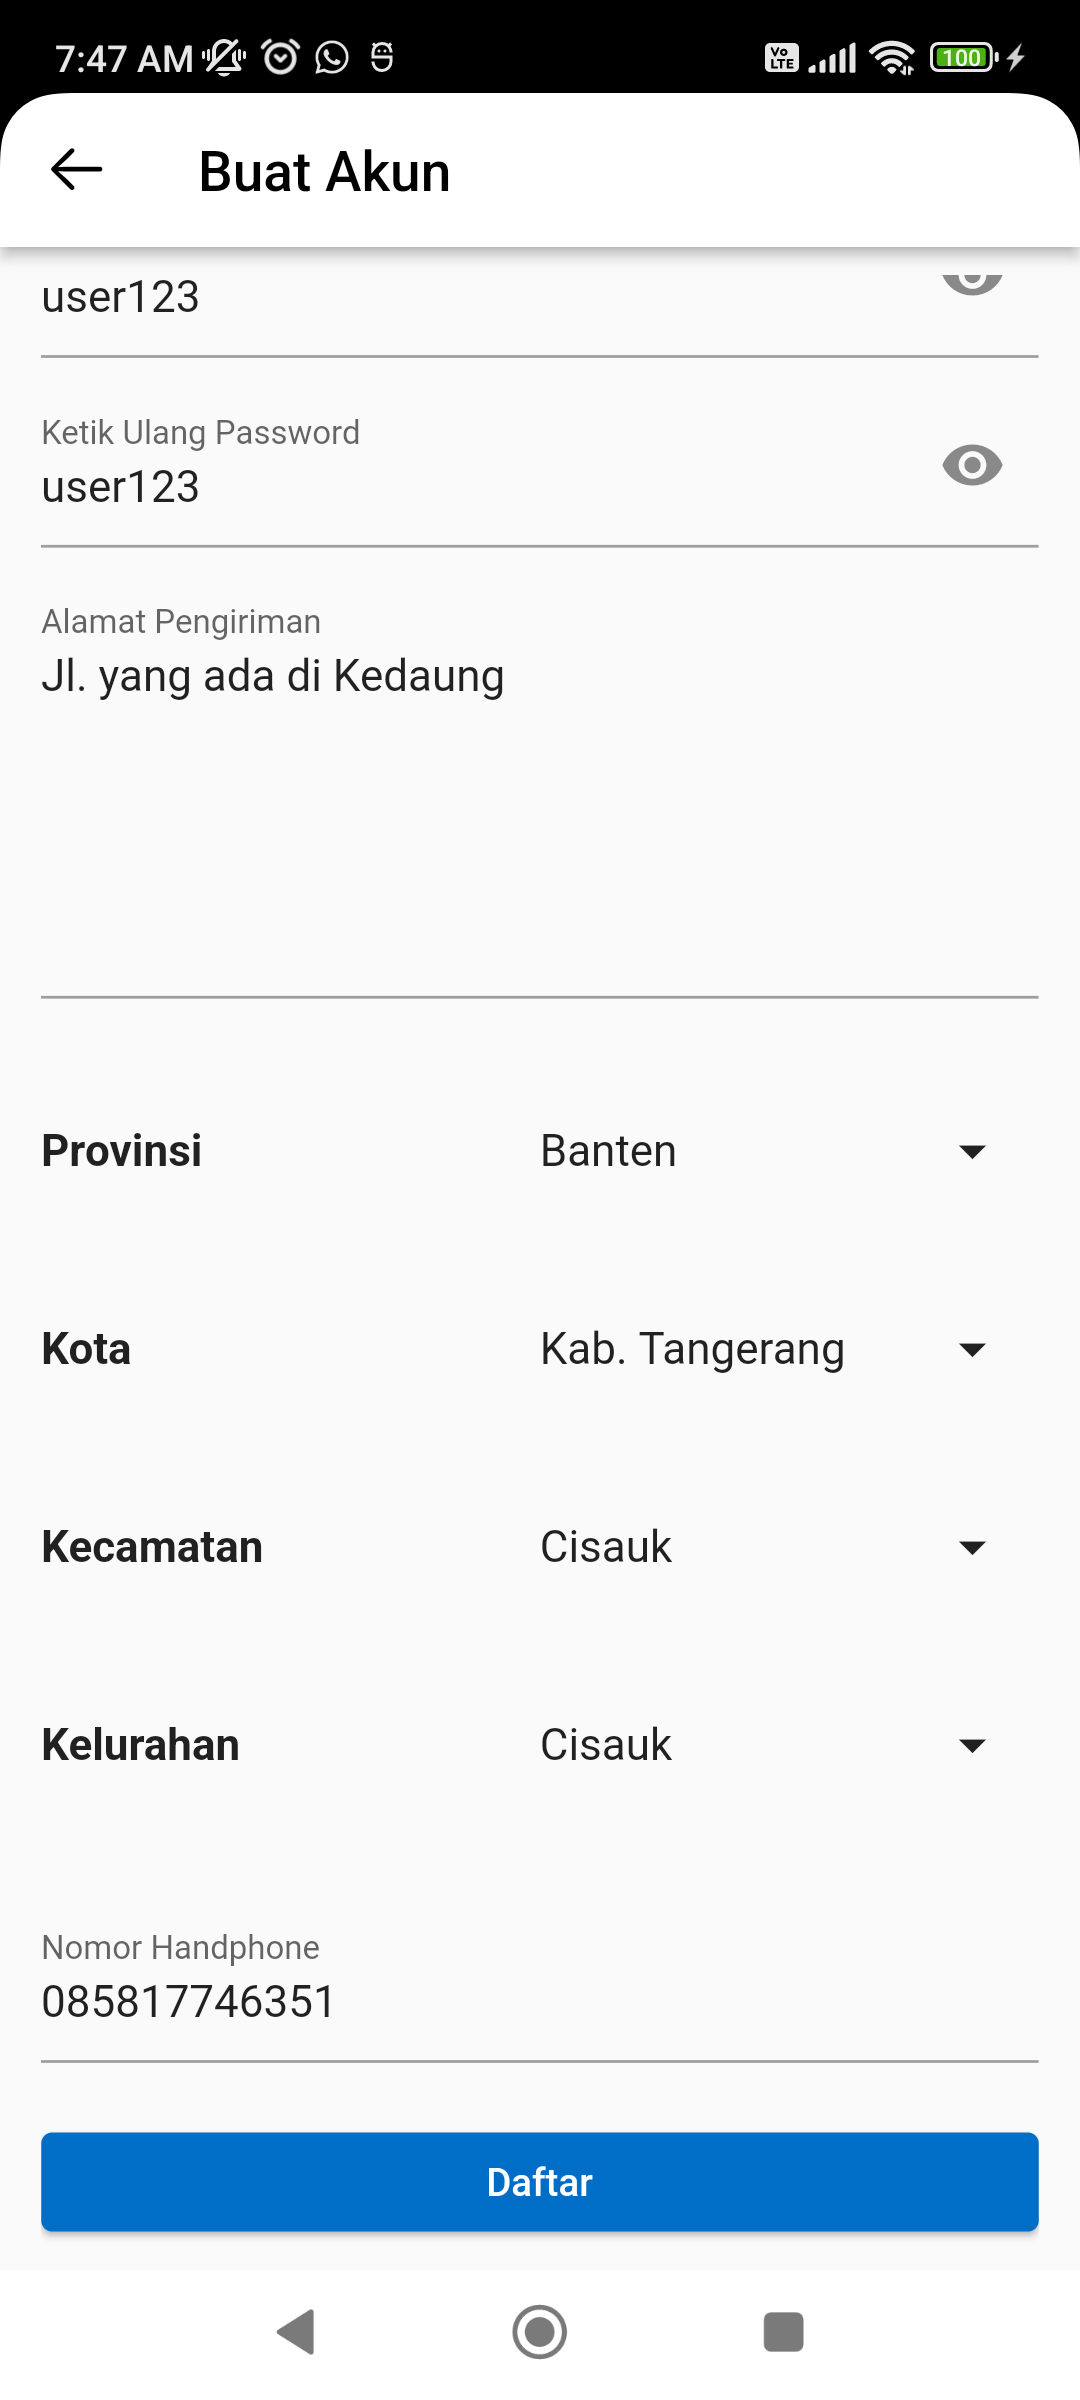 7:47 AM
Vo LTE
100
Buat Akun
user123
Ketik Ulang Password
user123
Alamat Pengiriman
Jl. yang ada di Kedaung
Provinsi Banten
Kota Kab. Tangerang
Kecamatan Cisauk
Kelurahan Cisauk
Nomor Handphone
085817746351
Daftar